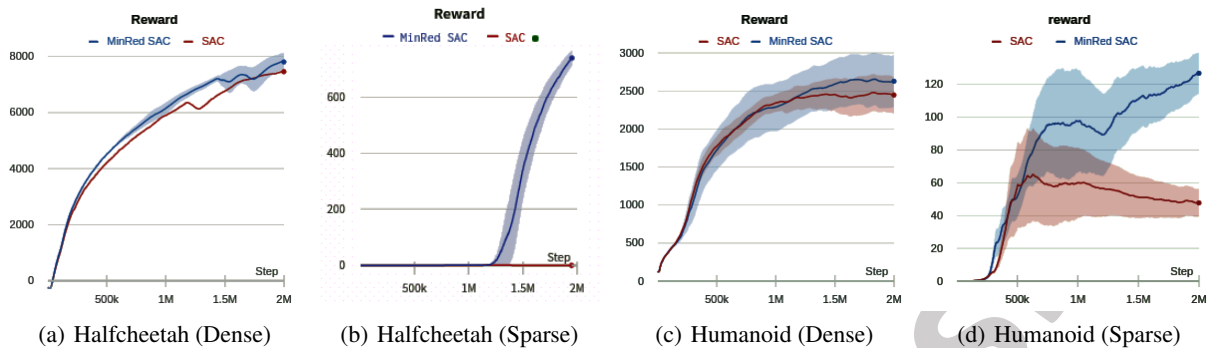 Reward
MinRed SAC SAC
8000
6000
4000
2000
0
Step
500k 1M 1.5M 2M
(a) Halfcheetah (Dense)
Reward
MinRed SAC SAC
600
400
200
0
Step
500k 1M 1.5M 2M
(b) Halfcheetah (Sparse)
Reward
SAC MinRed SAC
3000
2500
2000
1500
1000
500
0
Step
500k 1M 1.5M 2M
(c) Humanoid (Dense)
reward
SAC MinRed SAC
120
100
80
60
40
20
0
Step
500k 1M 1.5M 2M
(d) Humanoid (Sparse)